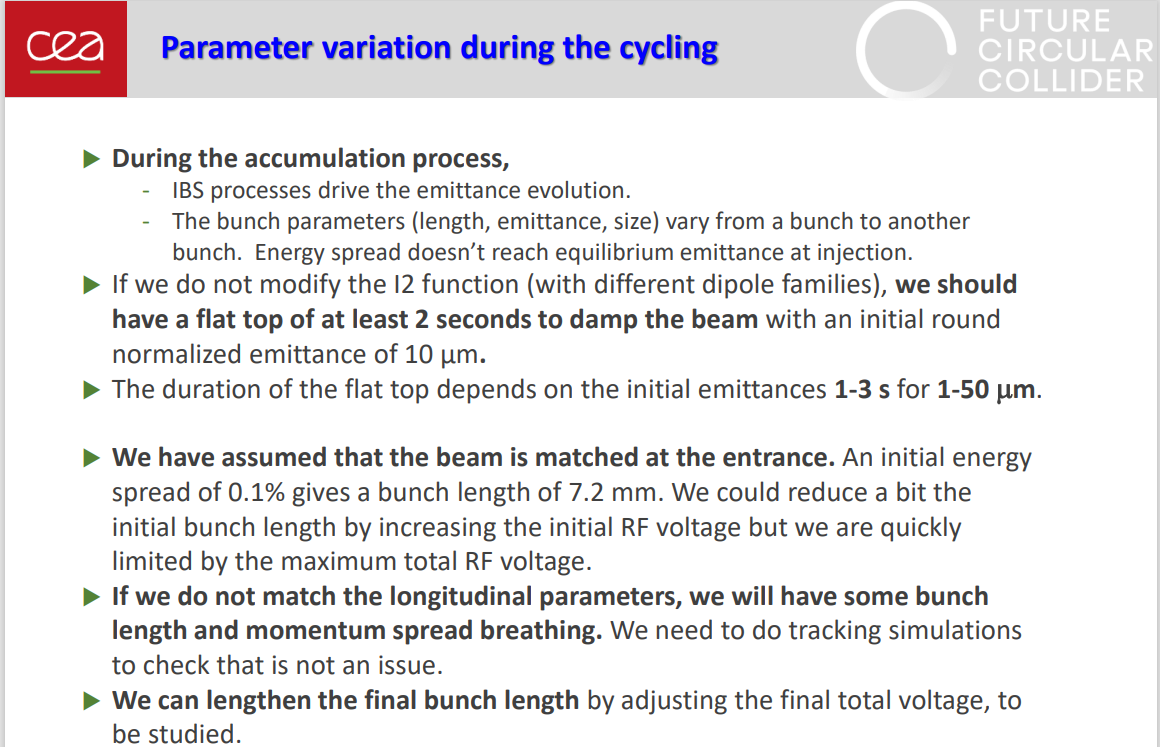 cea
Parameter variation during the cycling
FUTURE
CIRCULAR
COLLIDER
During the accumulation process,
- IBS processes drive the emittance evolution.
- The bunch parameters (length, emittance, size) vary from a bunch to another
bunch. Energy spread doesn't reach equilibrium emittance at injection.
If we do not modify the I2 function (with different dipole families), we should
have a flat top of at least 2 seconds to damp the beam with an initial round
normalized emittance of 10 μm.
The duration of the flat top depends on the initial emittances 1-3 s for 1-50 μm.
We have assumed that the beam is matched at the entrance. An initial energy
spread of 0.1% gives a bunch length of 7.2 mm. We could reduce a bit the
initial bunch length by increasing the initial RF voltage but we are quickly
limited by the maximum total RF voltage.
If we do not match the longitudinal parameters, we will have some bunch
length and momentum spread breathing. We need to do tracking simulations
to check that is not an issue.
We can lengthen the final bunch length by adjusting the final total voltage, to
be studied.